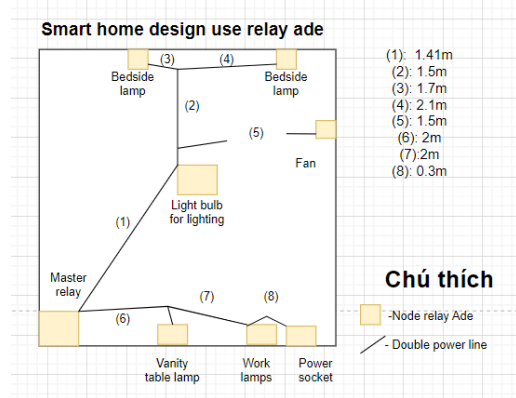 Smart home design use relay ade
(3)
(4)
Bedside
lamp
Bedside
lamp
(2)
(5)
Fan
Light bulb
for lighting
(1)
Master
relay
(6)
(7)
(8)
Vanity
table lamp
Work
lamps
Power
socket
(1): 1.41m
(2): 1.5m
(3): 1.7m
(4): 2.1m
(5): 1.5m
(6): 2m
(7):2m
(8): 0.3m
Chú thích
-Node relay Ade
- Double power line